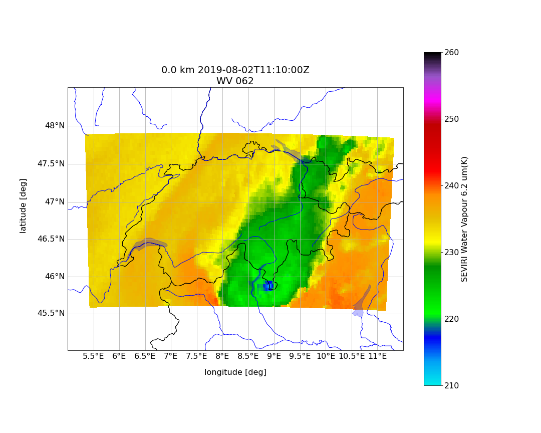 0.0 km 2019-08-02T11:10:00Z
WV 062
48°N
47.5°N
47°N
46.5°N
46°N
45.5°N
latitude [deg]
5.5°E 6°E 6.5°E 7°E 7.5°E 8°E 8.5°E 9°E 9.5°E 10°E 10.5°E 11°E
longitude [deg]
260
250
240
230
220
210
SEVIRI Water Vapour 6.2 um(K)